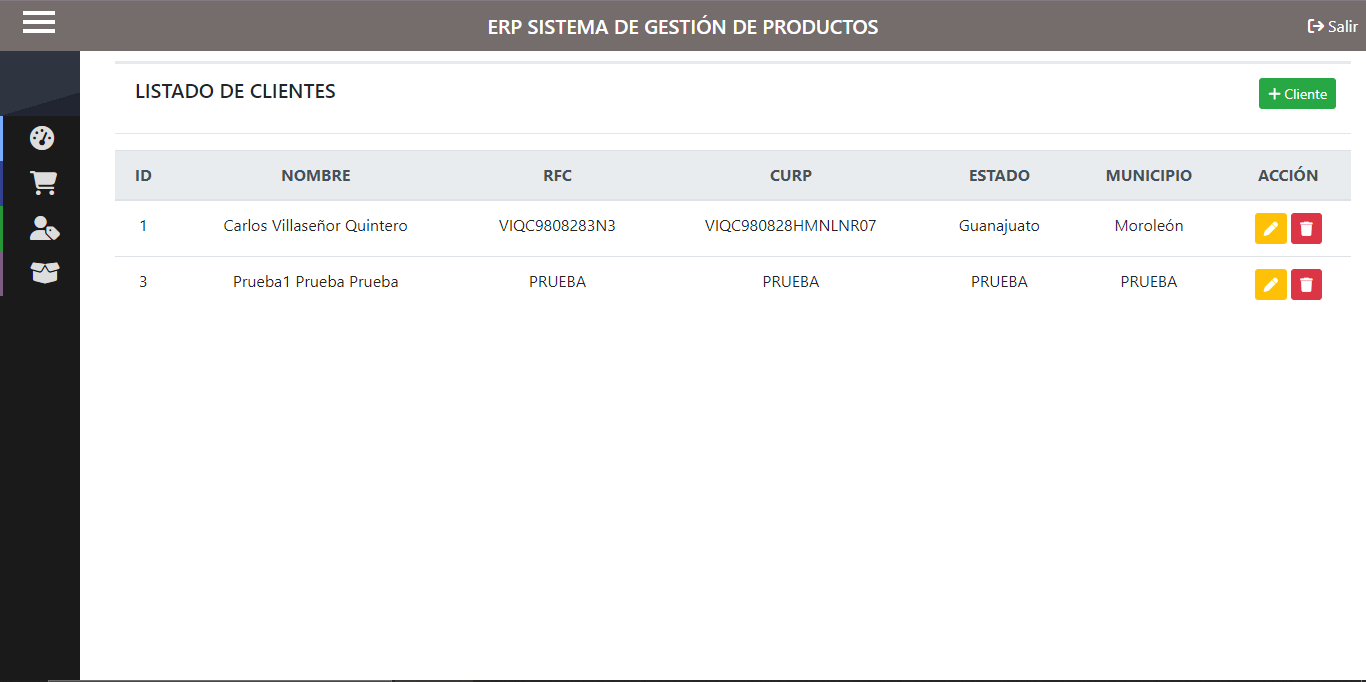 ERP SISTEMA DE GESTIÓN DE PRODUCTOS
Salir
LISTADO DE CLIENTES
Cliente
ID NOMBRE RFC CURP ESTADO MUNICIPIO ACCIÓN
1 Carlos Villaseñor Quintero VIQC9808283N3 VIQC980828HMNLNR07 Guanajuato Moroleón
3 Prueba1 Prueba Prueba PRUEBA PRUEBA PRUEBA PRUEBA